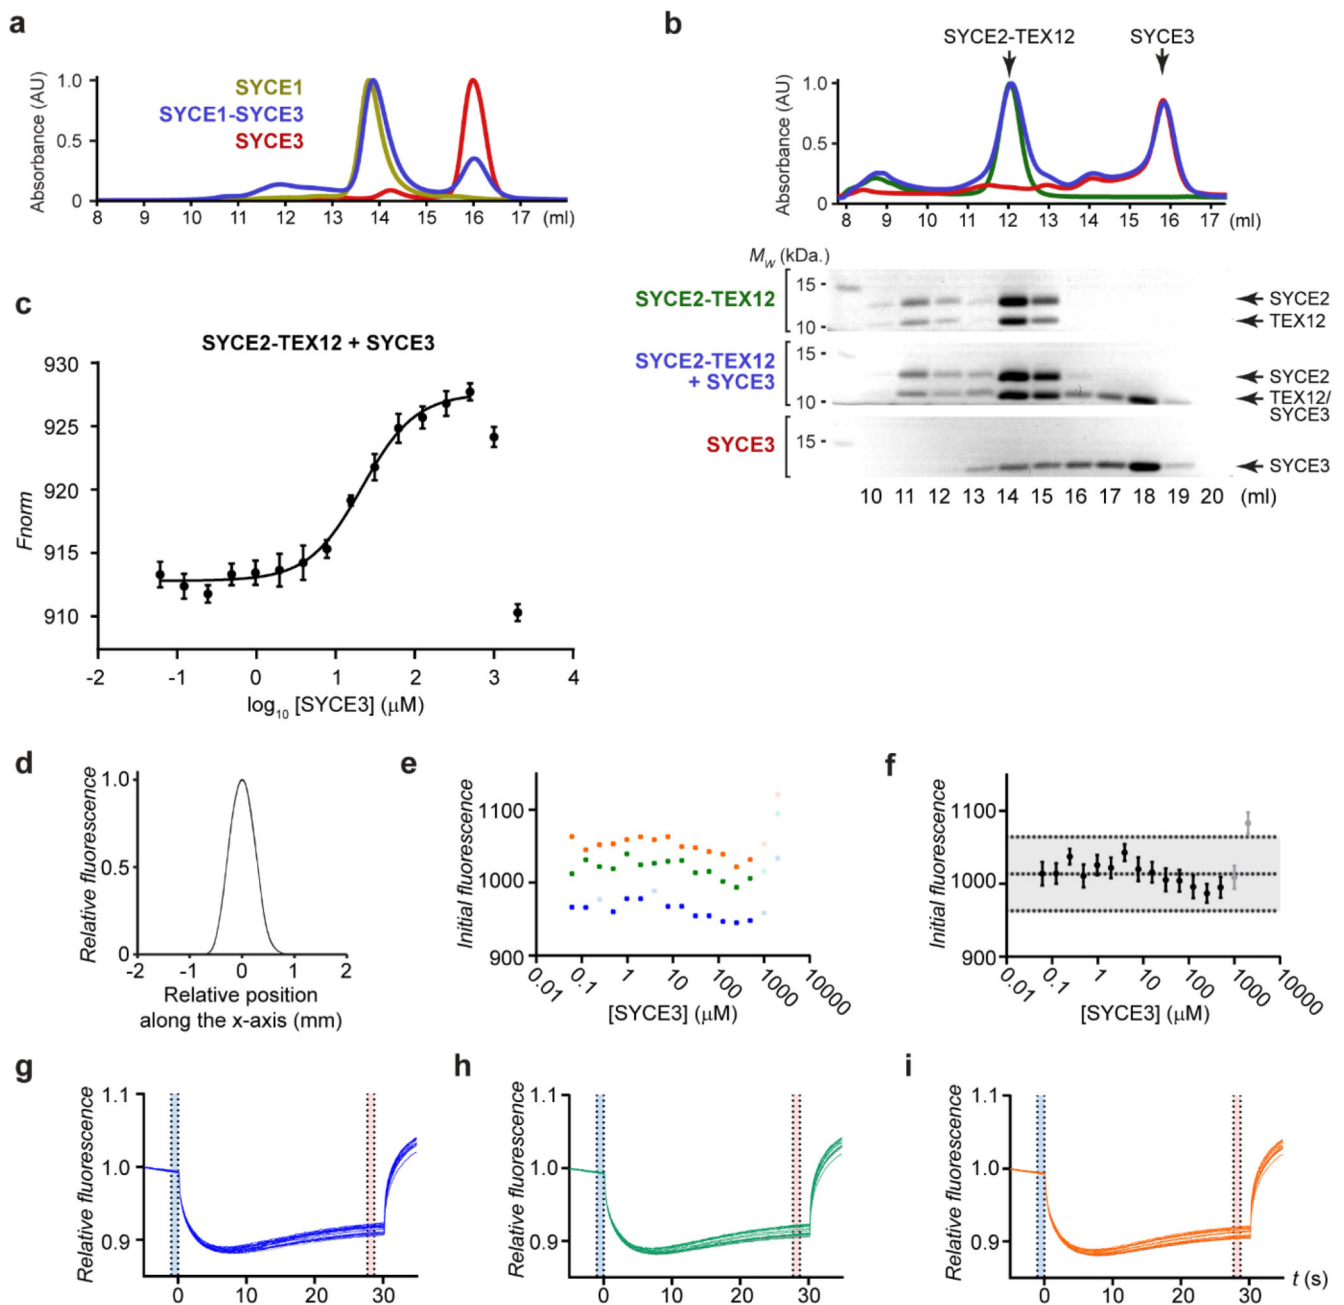 a
Absorbance (AU)
1.0
0.5
0
SYCE1
SYCE1-SYCE3
SYCE3
8 9 10 11 12 13 14 15 16 17 (ml)
b
SYCE2-TEX12 SYCE3
Absorbance (AU)
1.0
0.5
0
8 9 10 11 12 13 14 15 16 17 (ml)
Mw (kDa.)
SYCE2-TEX12
15
10
SYCE2
TEX12
SYCE2-TEX12
+ SYCE3
15
10
SYCE2
TEX12/
SYCE3
SYCE3
15
SYCE3
10 11 12 13 14 15 16 17 18 19 20 (ml)
c
SYCE2-TEX12 + SYCE3
Fnorm
930
925
920
915
910
-2 -1 0 1 2 3 4
log10 [SYCE3] (µM)
d
Relative fluorescence
1.0
0.5
0
-2 -1 0 1 2
Relative position
along the x-axis (mm)
e
Initial fluorescence
1100
1000
900
0.01 0.1 1 10 100 1000 10000
[SYCE3] (µM)
f
Initial fluorescence
1100
1000
900
0.01 0.1 1 10 100 1000 10000
[SYCE3] (µM)
g
Relative fluorescence
1.1
1.0
0.9
0 10 20 30
h
Relative fluorescence
1.1
1.0
0.9
0 10 20 30
i
Relative fluorescence
1.1
1.0
0.9
0 10 20 30 t (s)